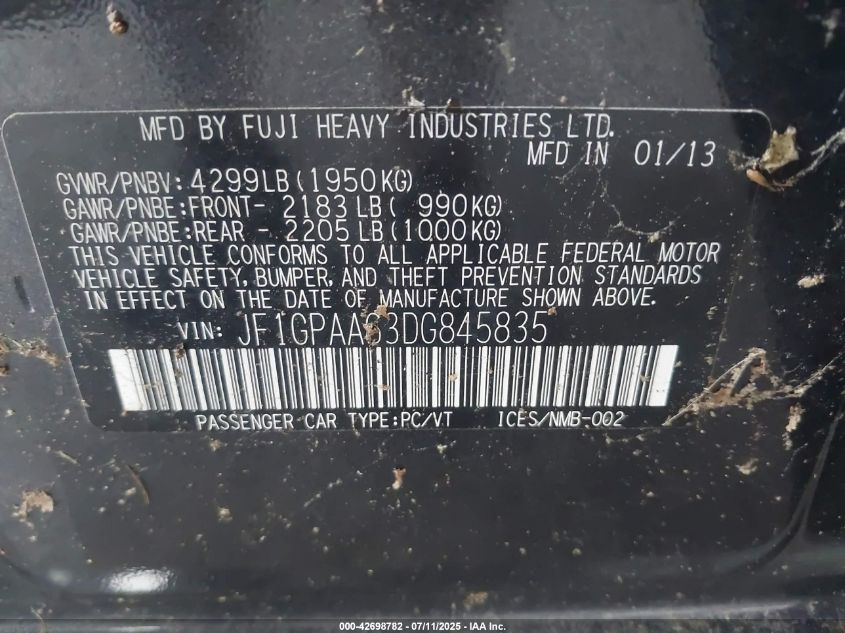 MFD BY FUJI HEAVY INDUSTRIES LTD.
MFD IN 01/13
GVWR/PNBV:4299LB(1950KG)
GAWR/PNBE:FRONT- 2183 LB( 990KG)
GAWR/PNBE:REAR - 2205 LB(1000KG)
THIS VEHICLE CONFORMS TO ALL APPLICABLE FEDERAL MOTOR
VEHICLE SAFETY, BUMPER, AND THEFT PREVENTION STANDARDS
IN EFFECT ON THE DATE OF MANUFACTURE SHOWN ABOVE.
VIN: JF1GPAA63DG845835
PASSENGER CAR TYPE:PC/VT ICES/NMB-002
000-42698782 - 07/11/2025 - IAA Inc.